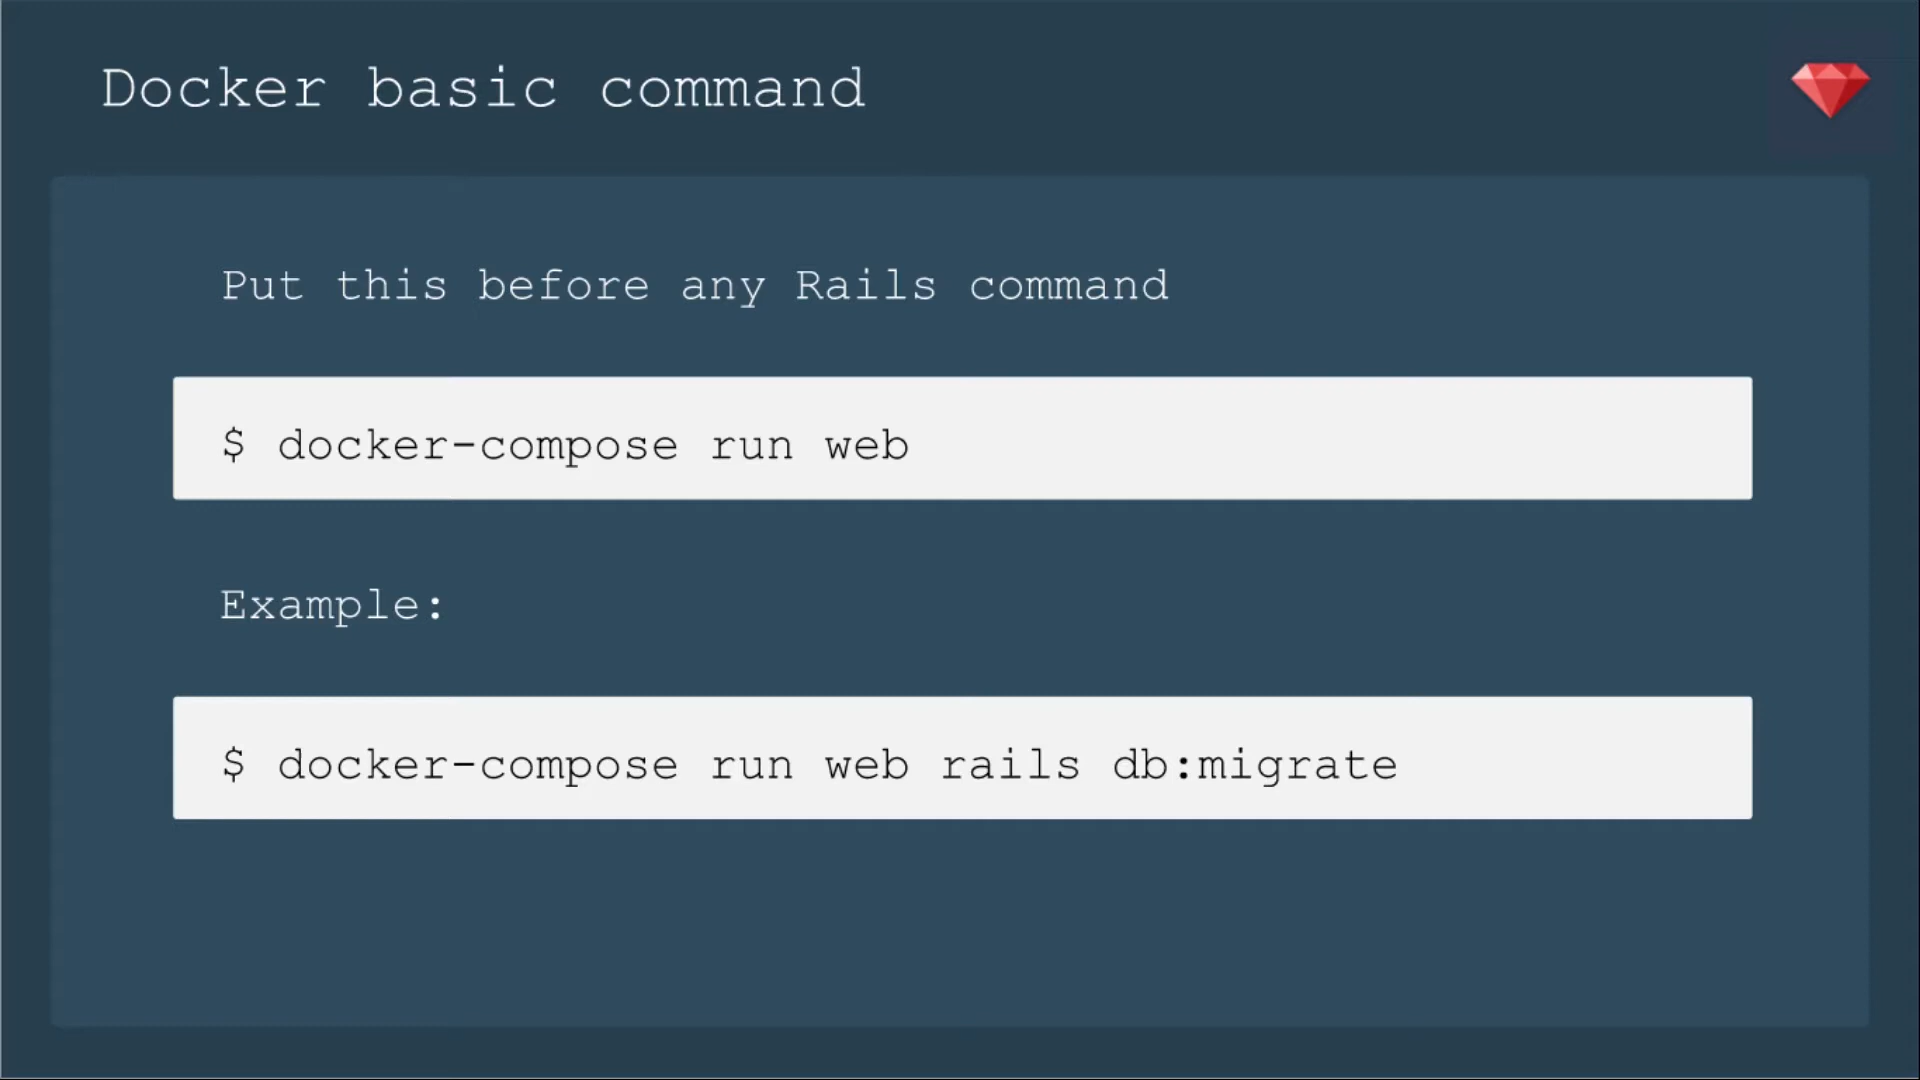 Docker basic command
Put this before any Rails command
$ docker-compose run web
Example:
$ docker-compose run web rails db:migrate